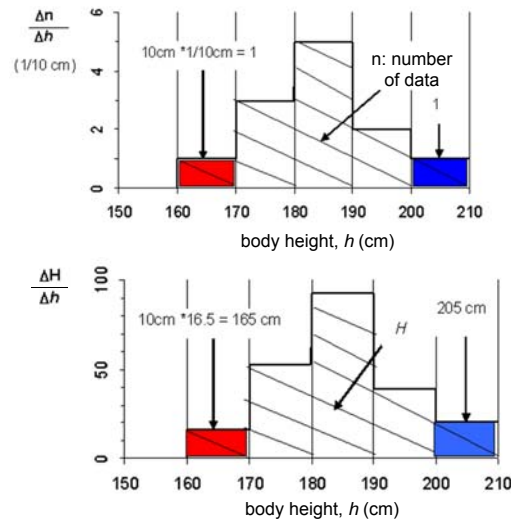 Δn
Δh
(1/10 cm)
10cm *1/10cm = 1
n: number
of data
1
6
4
2
0
150 160 170 180 190 200 210
body height, h (cm)
ΔH
Δh
10cm *16.5 = 165 cm
H
205 cm
100
50
0
150 160 170 180 190 200 210
body height, h (cm)